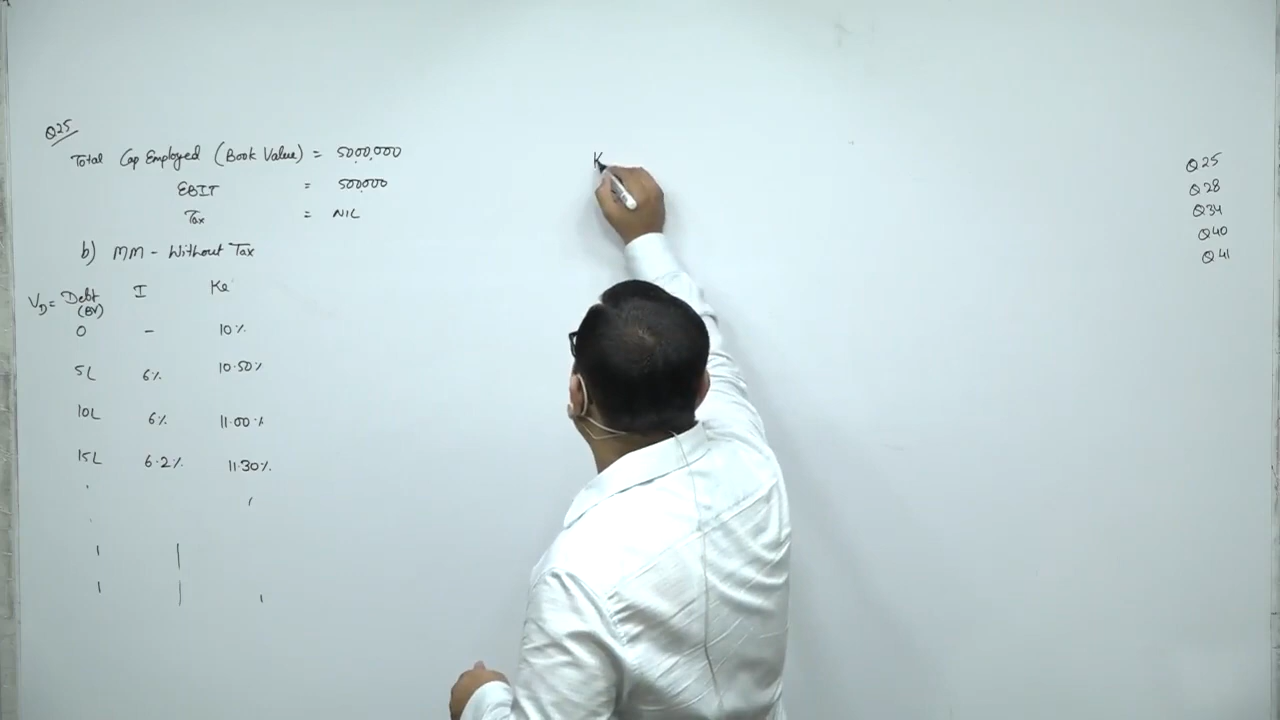 Q25
Total Cap Employed (Book Value) = 5000,000
EBIT = 500,000
Tax = NIL
b) MM - Without Tax
VD = Debt (BV) I Ke
0 - 10%
5L 6% 10.50%
10L 6% 11.00%
15L 6.2% 11.30%
K
Q25
Q28
Q34
Q40
Q41